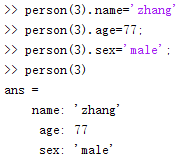 >> person(3).name='zhang'
>> person(3).age=77;
>> person(3).sex='male';
>> person(3)
ans =
name: 'zhang'
age: 77
sex: 'male'